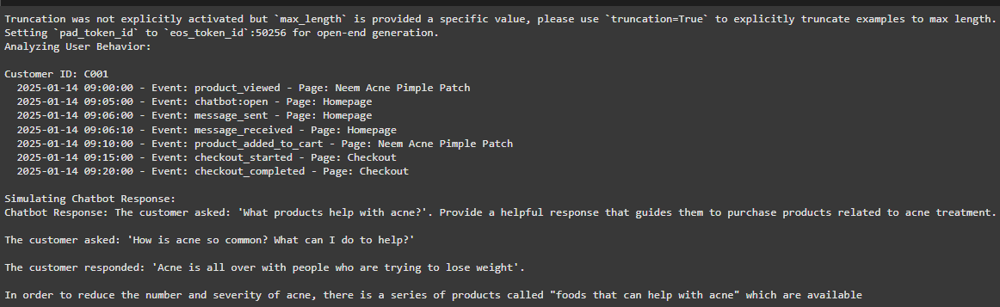 Truncation was not explicitly activated but `max_length` is provided a specific value, please use `truncation=True` to explicitly truncate examples to max length.
Setting `pad_token_id` to `eos_token_id`:50256 for open-end generation.
Analyzing User Behavior:
Customer ID: C001
2025-01-14 09:00:00 - Event: product_viewed - Page: Neem Acne Pimple Patch
2025-01-14 09:05:00 - Event: chatbot:open - Page: Homepage
2025-01-14 09:06:00 - Event: message_sent - Page: Homepage
2025-01-14 09:06:10 - Event: message_received - Page: Homepage
2025-01-14 09:10:00 - Event: product_added_to_cart - Page: Neem Acne Pimple Patch
2025-01-14 09:15:00 - Event: checkout_started - Page: Checkout
2025-01-14 09:20:00 - Event: checkout_completed - Page: Checkout
Simulating Chatbot Response:
Chatbot Response: The customer asked: 'What products help with acne?'. Provide a helpful response that guides them to purchase products related to acne treatment.
The customer asked: 'How is acne so common? What can I do to help?'
The customer responded: 'Acne is all over with people who are trying to lose weight'.
In order to reduce the number and severity of acne, there is a series of products called "foods that can help with acne" which are available